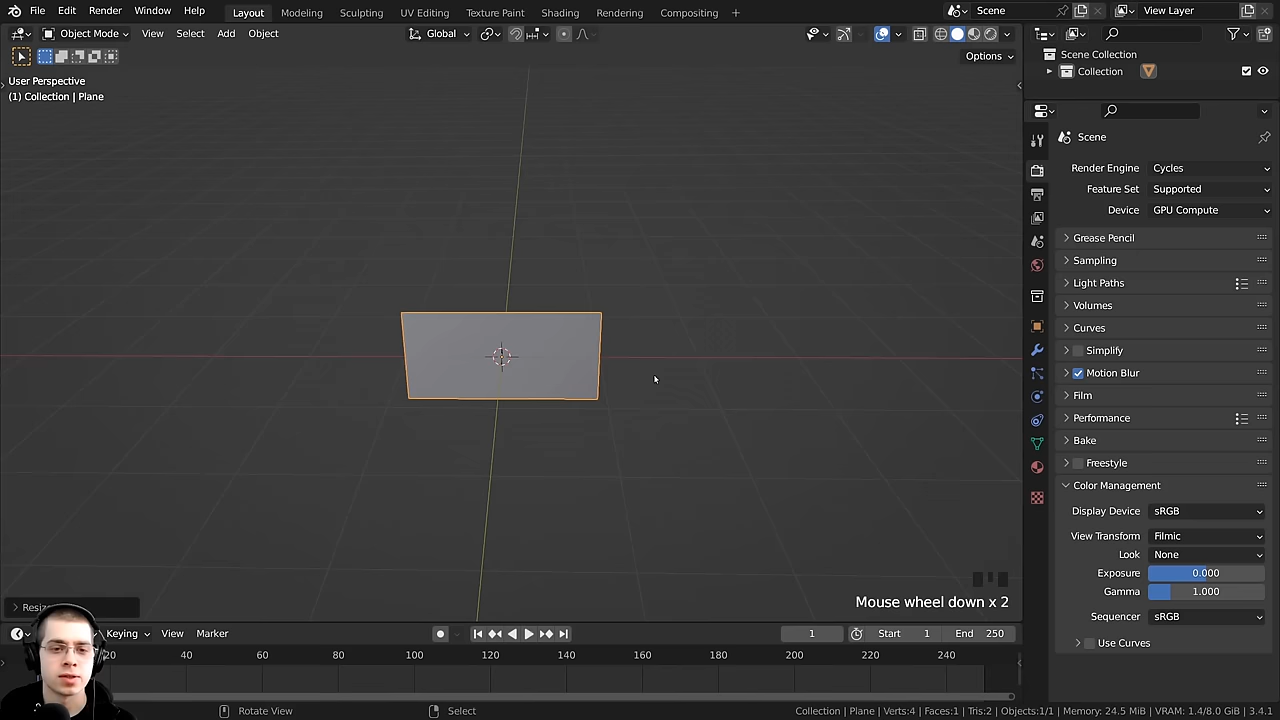 File Edit Render Window Help Layout Modeling Sculpting UV Editing Texture Paint Shading Rendering Compositing + Scene View Layer
Object Mode View Select Add Object Global
Options
User Perspective
(1) Collection | Plane
Scene Collection
Collection
Scene
Render Engine Cycles
Feature Set Supported
Device GPU Compute
Grease Pencil
Sampling
Light Paths
Volumes
Curves
Simplify
Motion Blur
Film
Performance
Bake
Freestyle
Color Management
Display Device sRGB
View Transform Filmic
Look None
Exposure 0.000
Gamma 1.000
Sequencer sRGB
Use Curves
Mouse wheel down x 2
Keying View Marker 1 Start 1 End 250
20 40 60 80 100 120 140 160 180 200 220 240
Rotate View Select Collection | Plane | Verts:4 | Faces:1 | Tris:2 | Objects:1/1 | Memory: 24.5 MiB | VRAM: 1.4/8.0 GiB | 3.4.1